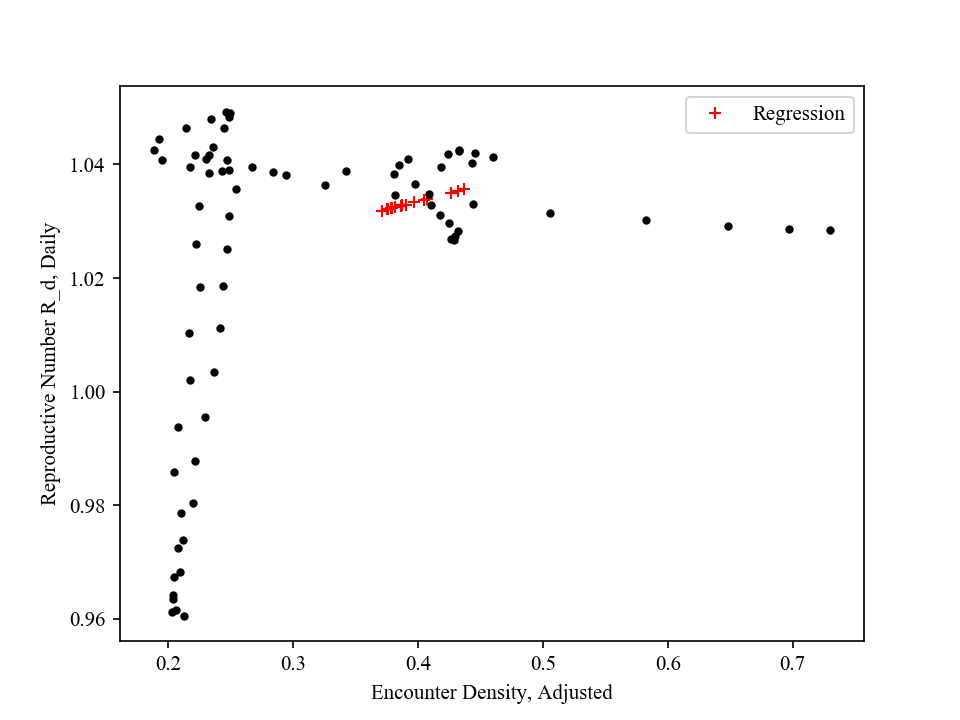 Regression
1.04
1.02
1.00
0.98
0.96
Reproductive Number R_d, Daily
0.2 0.3 0.4 0.5 0.6 0.7
Encounter Density, Adjusted